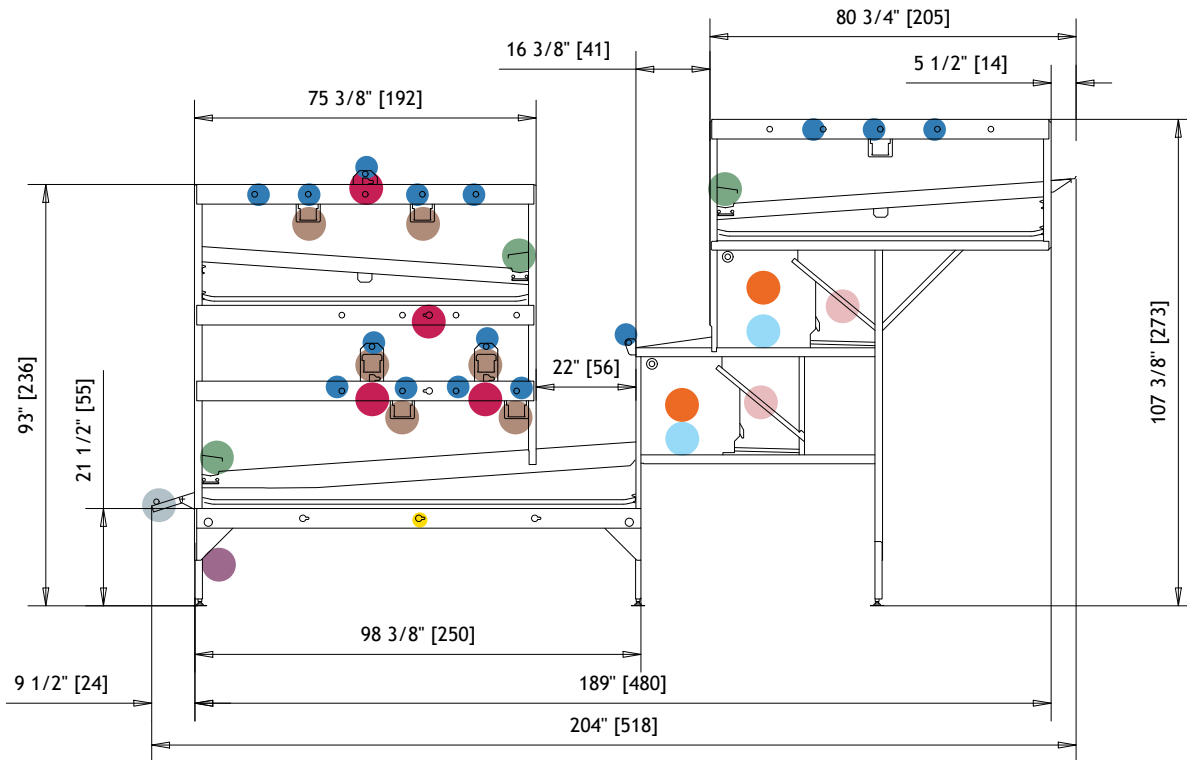 80 3/4" [205]
16 3/8" [41]
5 1/2" [14]
75 3/8" [192]
93" [236]
21 1/2" [55]
22" [56]
107 3/8" [273]
98 3/8" [250]
9 1/2" [24]
189" [480]
204" [518]